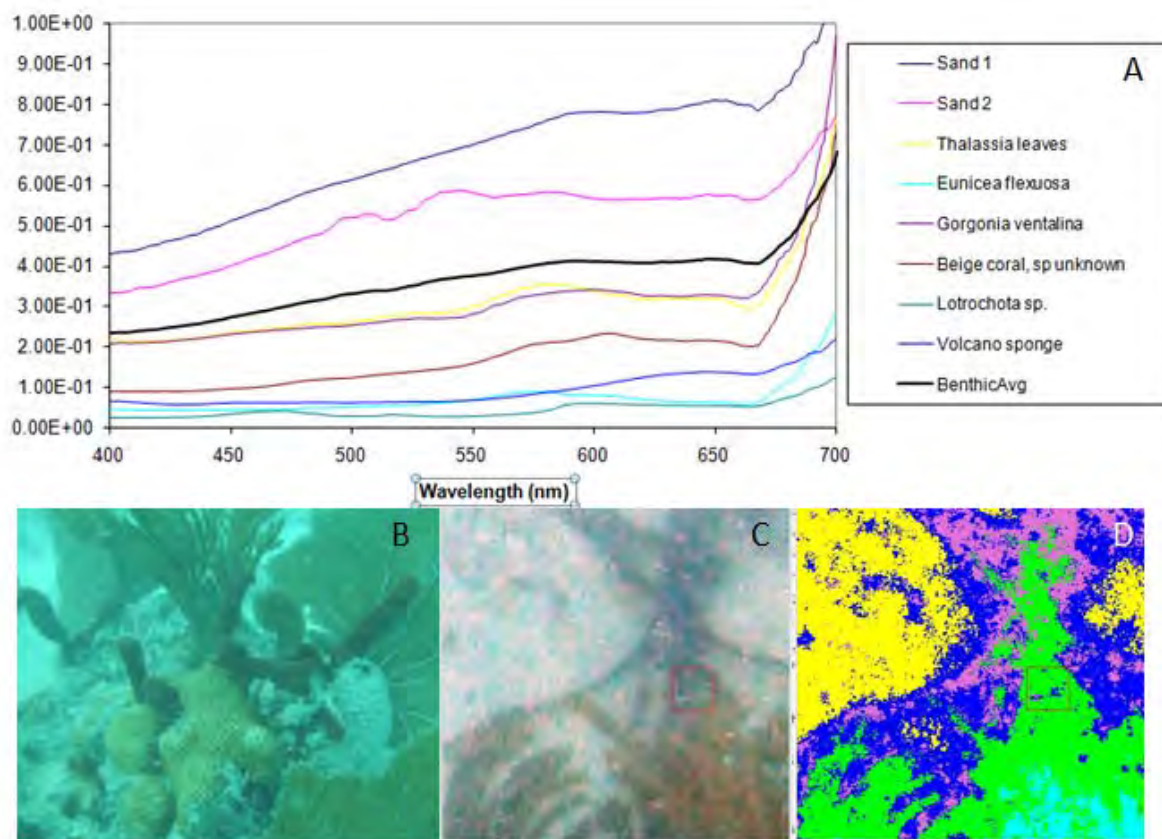 1.00E+00
9.00E-01
8.00E-01
7.00E-01
6.00E-01
5.00E-01
4.00E-01
3.00E-01
2.00E-01
1.00E-01
0.00E+00
400 450 500 550 600 650 700
Wavelength (nm)
A
Sand 1
Sand 2
Thalassia leaves
Eunicea flexuosa
Gorgonia ventalina
Beige coral, sp unknown
Lotrochota sp.
Volcano sponge
BenthicAvg
B
C
D